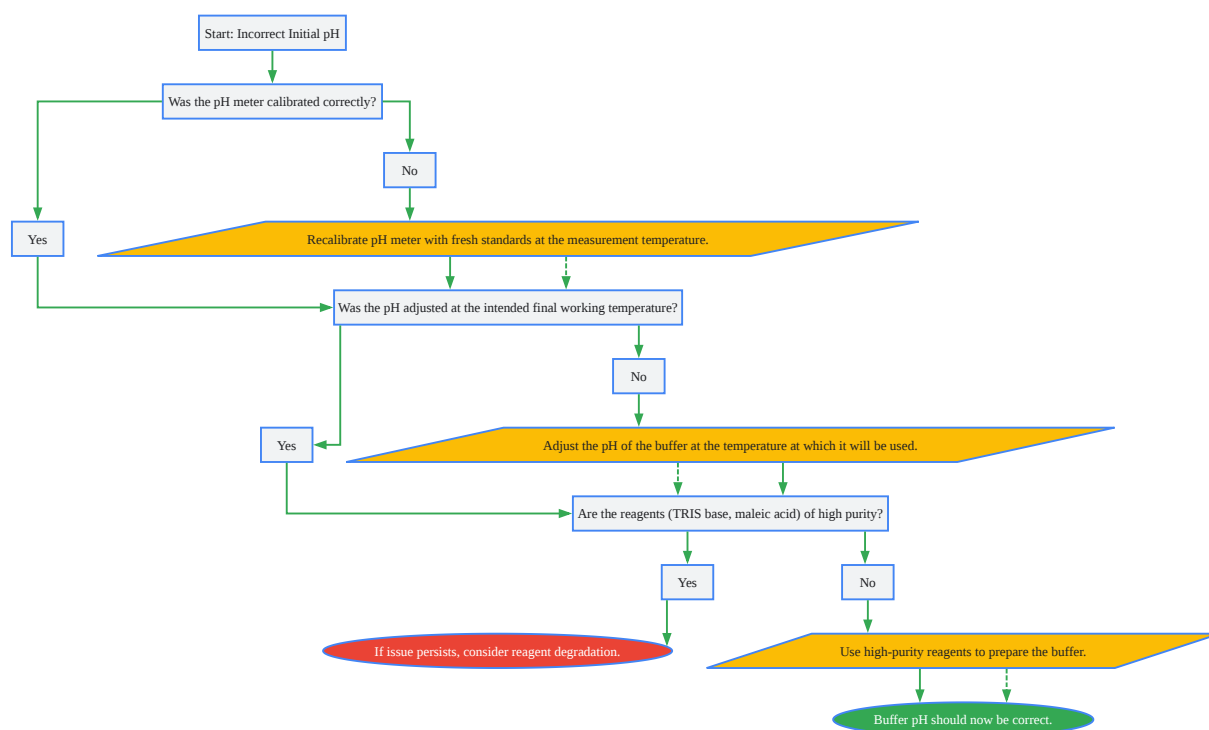 Start: Incorrect Initial pH
Was the pH meter calibrated correctly?
No
Yes
Recalibrate pH meter with fresh standards at the measurement temperature.
Was the pH adjusted at the intended final working temperature?
No
Yes
Adjust the pH of the buffer at the temperature at which it will be used.
Are the reagents (TRIS base, maleic acid) of high purity?
Yes
No
If issue persists, consider reagent degradation.
Use high-purity reagents to prepare the buffer.
Buffer pH should now be correct.